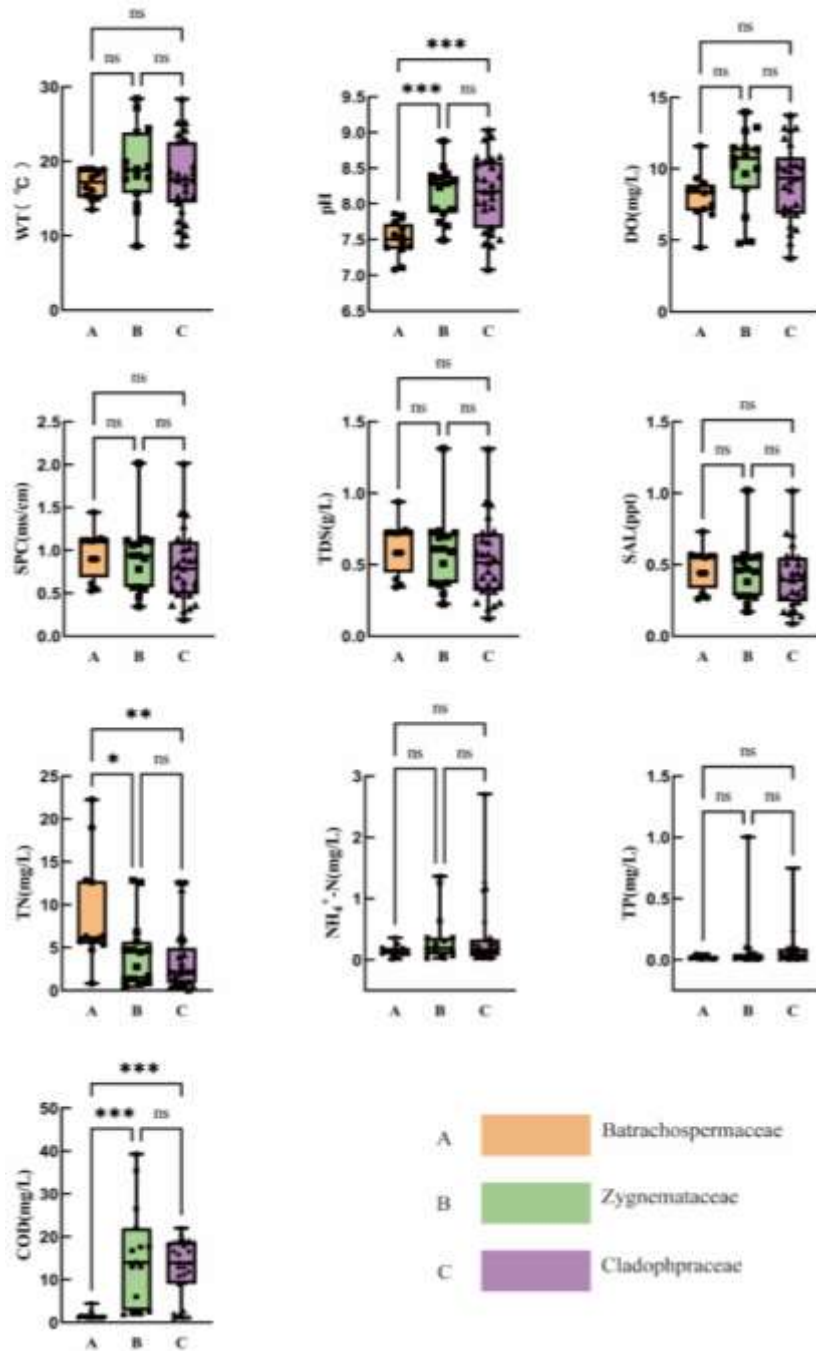 ns
ns
ns
WT( ℃)
30
20
10
0
A B C
***
***
ns
pH
9.5
9.0
8.5
8.0
7.5
7.0
6.5
A B C
ns
ns
ns
DO(mg/L)
15
10
5
0
A B C
ns
ns
ns
SPC(ms/cm)
2.5
2.0
1.5
1.0
0.5
0.0
A B C
ns
ns
ns
TDS(g/L)
1.5
1.0
0.5
0.0
A B C
ns
ns
ns
SAL(ppt)
1.5
1.0
0.5
0.0
A B C
**
*
ns
TN(mg/L)
25
20
15
10
5
0
A B C
ns
ns
ns
NH₄⁺-N(mg/L)
3
2
1
0
A B C
ns
ns
ns
TP(mg/L)
1.5
1.0
0.5
0.0
A B C
***
***
ns
COD(mg/L)
50
40
30
20
10
0
A B C
A Batrachospermaceae
B Zygnemataceae
C Cladophpraceae